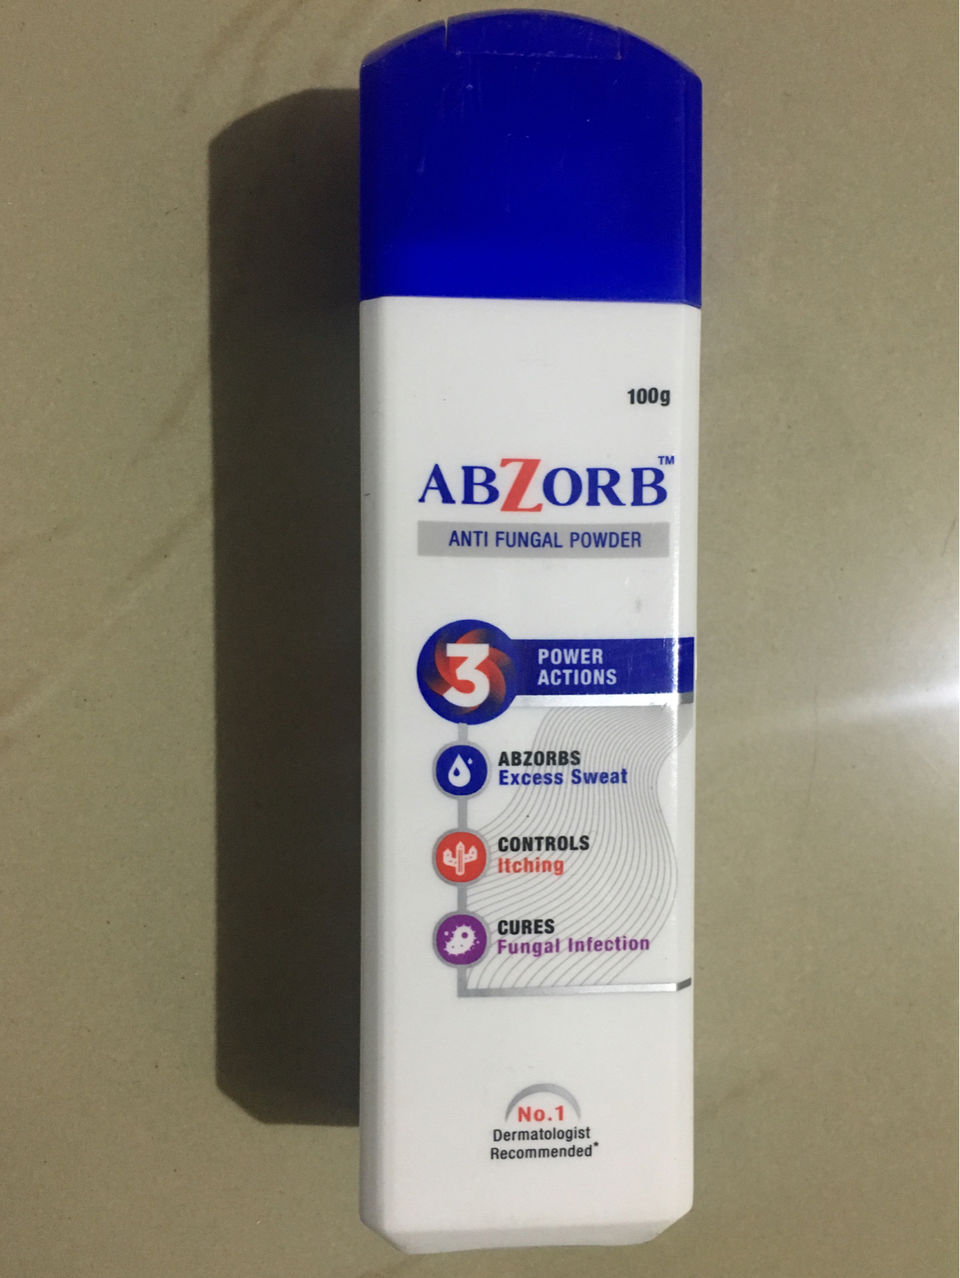 100g
ABZORB™
ANTI FUNGAL POWDER
3
POWER
ACTIONS
ABZORBS
Excess Sweat
CONTROLS
Itching
CURES
Fungal Infection
No.1
Dermatologist
Recommended*